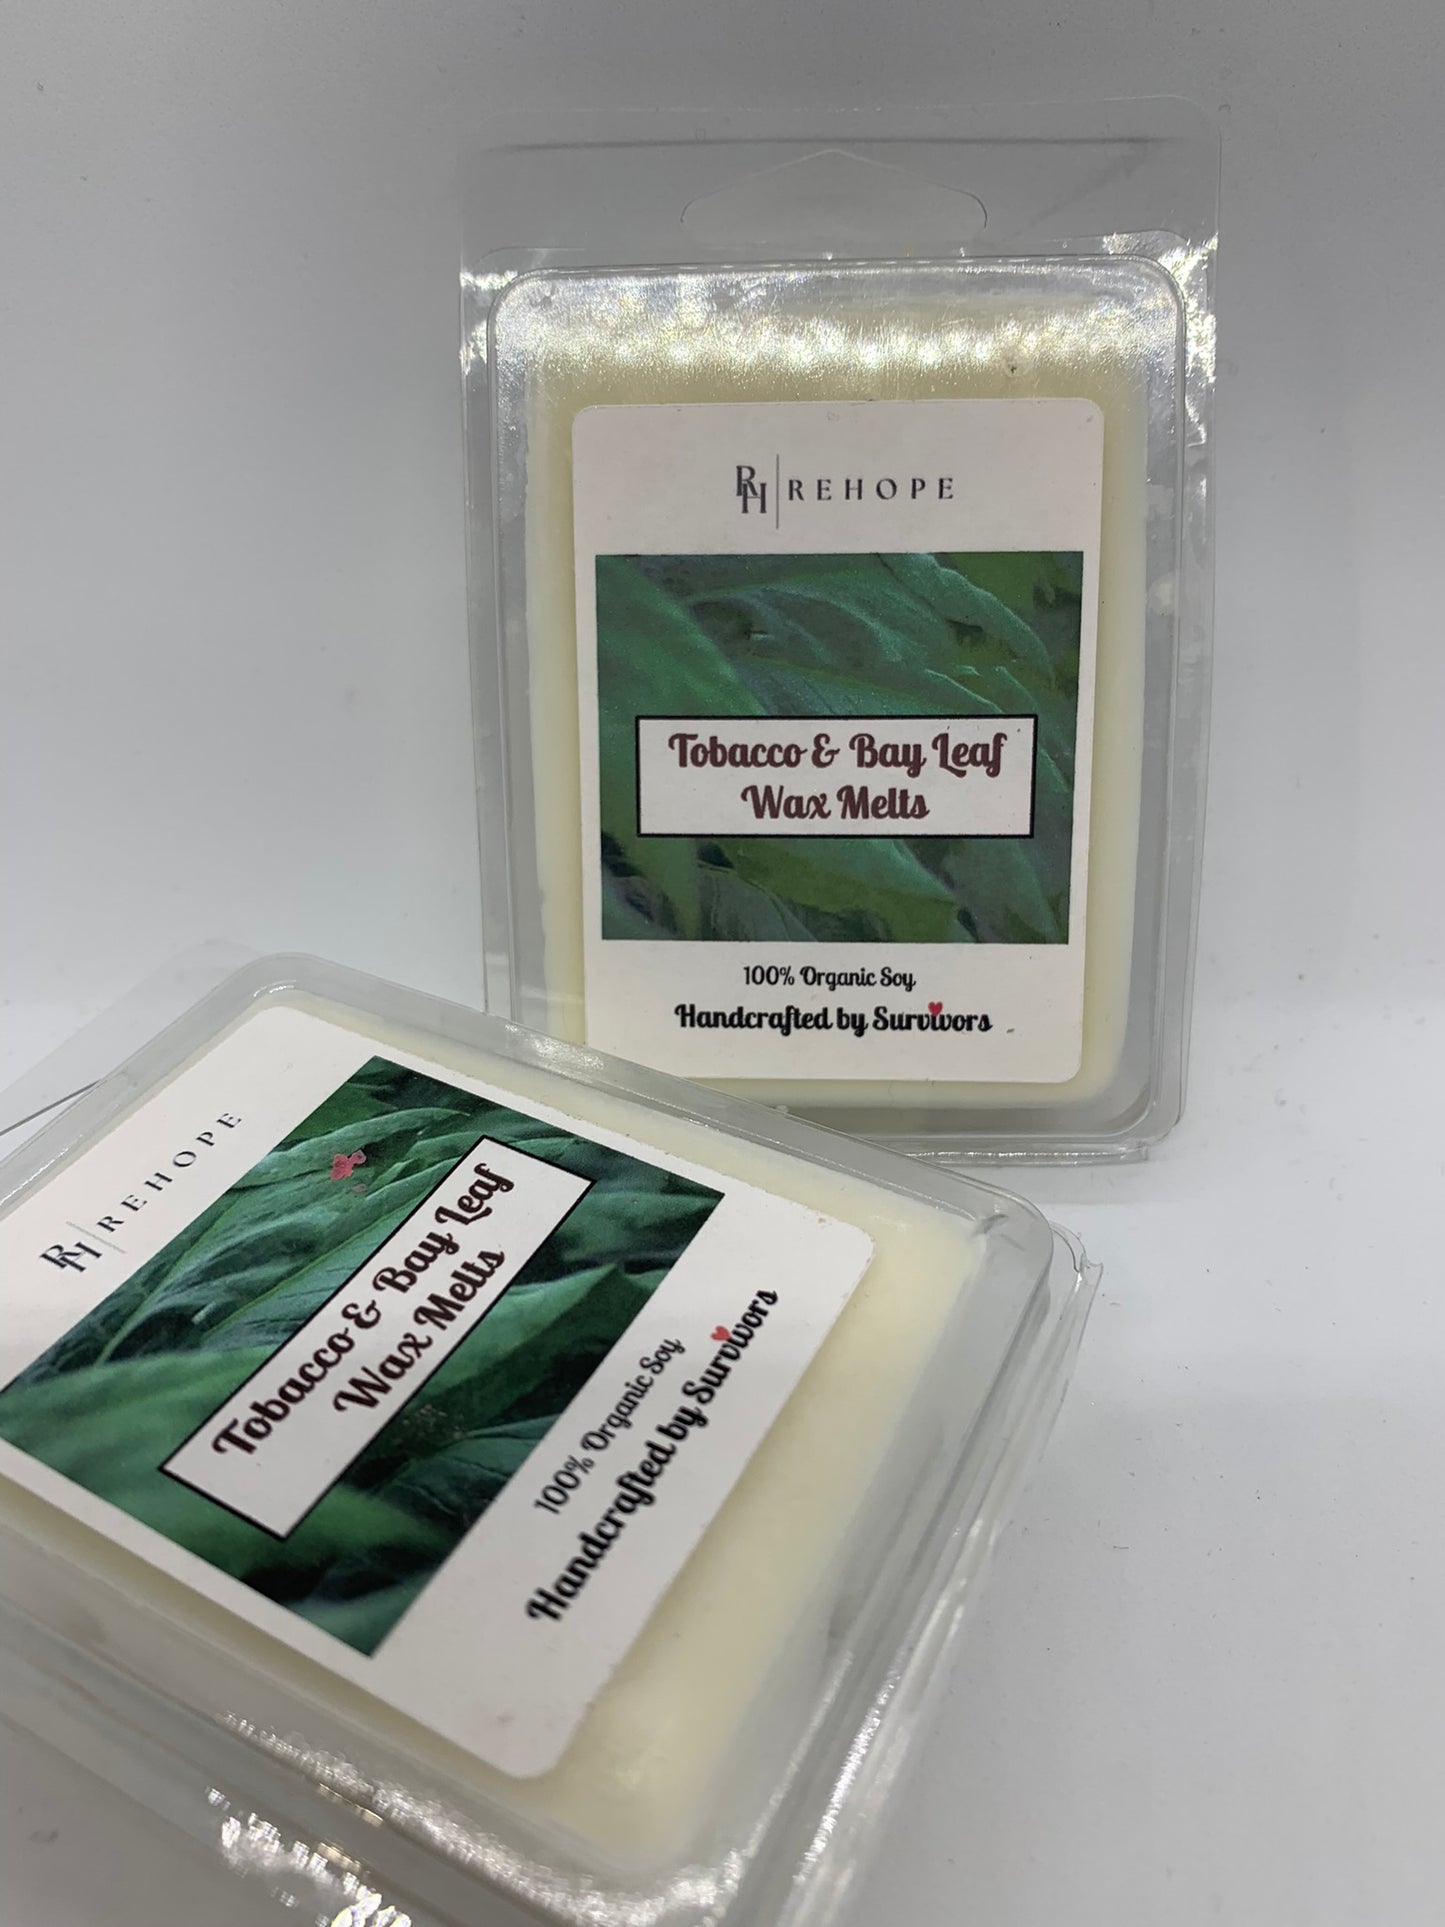 RH REHOPE
Tobacco & Bay Leaf
Wax Melts
100% Organic Soy
Handcrafted by Survivors
RH REHOPE
Tobacco & Bay Leaf
Wax Melts
100% Organic Soy
Handcrafted by Survivors